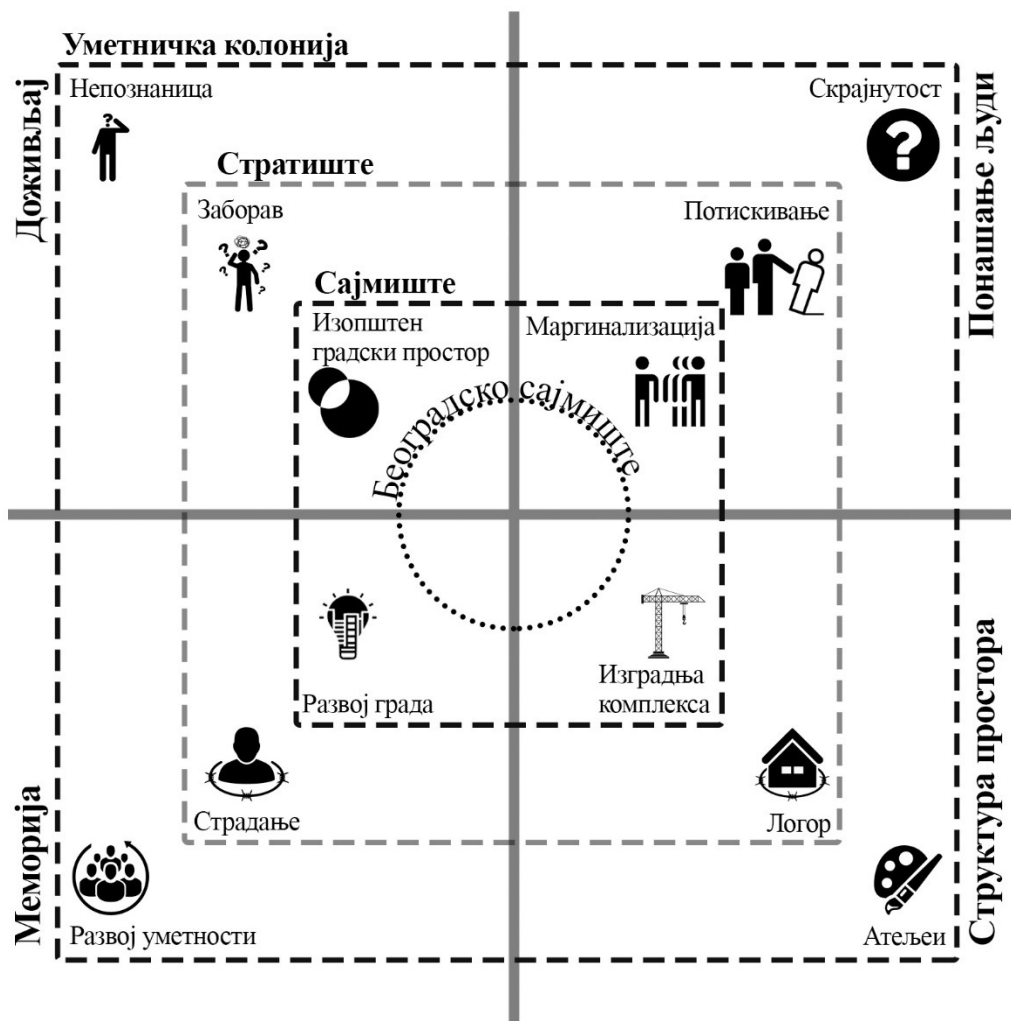 Уметничка колонија
Непознаница
Скрајнутост
Доживљај
Понашање људи
Стратиште
Заборав
Потискивање
Сајмиште
Изопштен
градски простор
Маргинализација
Београдско сајмиште
Развој града
Изградња
комплекса
Страдање
Логор
Меморија
Структура простора
Развој уметности
Атељеи